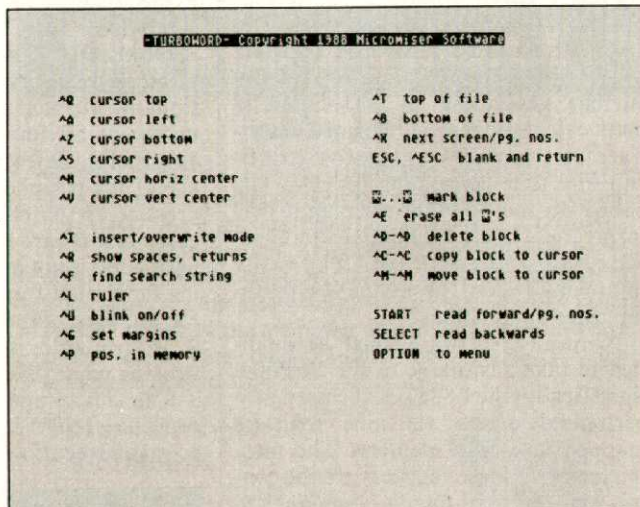 -TURBOWORD- Copyright 1988 Micromiser Software
^Q cursor top
^A cursor left
^Z cursor bottom
^S cursor right
^H cursor horiz center
^V cursor vert center
^I insert/overwrite mode
^R show spaces, returns
^F find search string
^L ruler
^U blink on/off
^G set margins
^P pos. in memory
^T top of file
^B bottom of file
^X next screen/pg. nos.
ESC, ^ESC blank and return
... mark block
^E erase all 's
^D-^D delete block
^C-^C copy block to cursor
^M-^M move block to cursor
START read forward/pg. nos.
SELECT read backwards
OPTION to menu